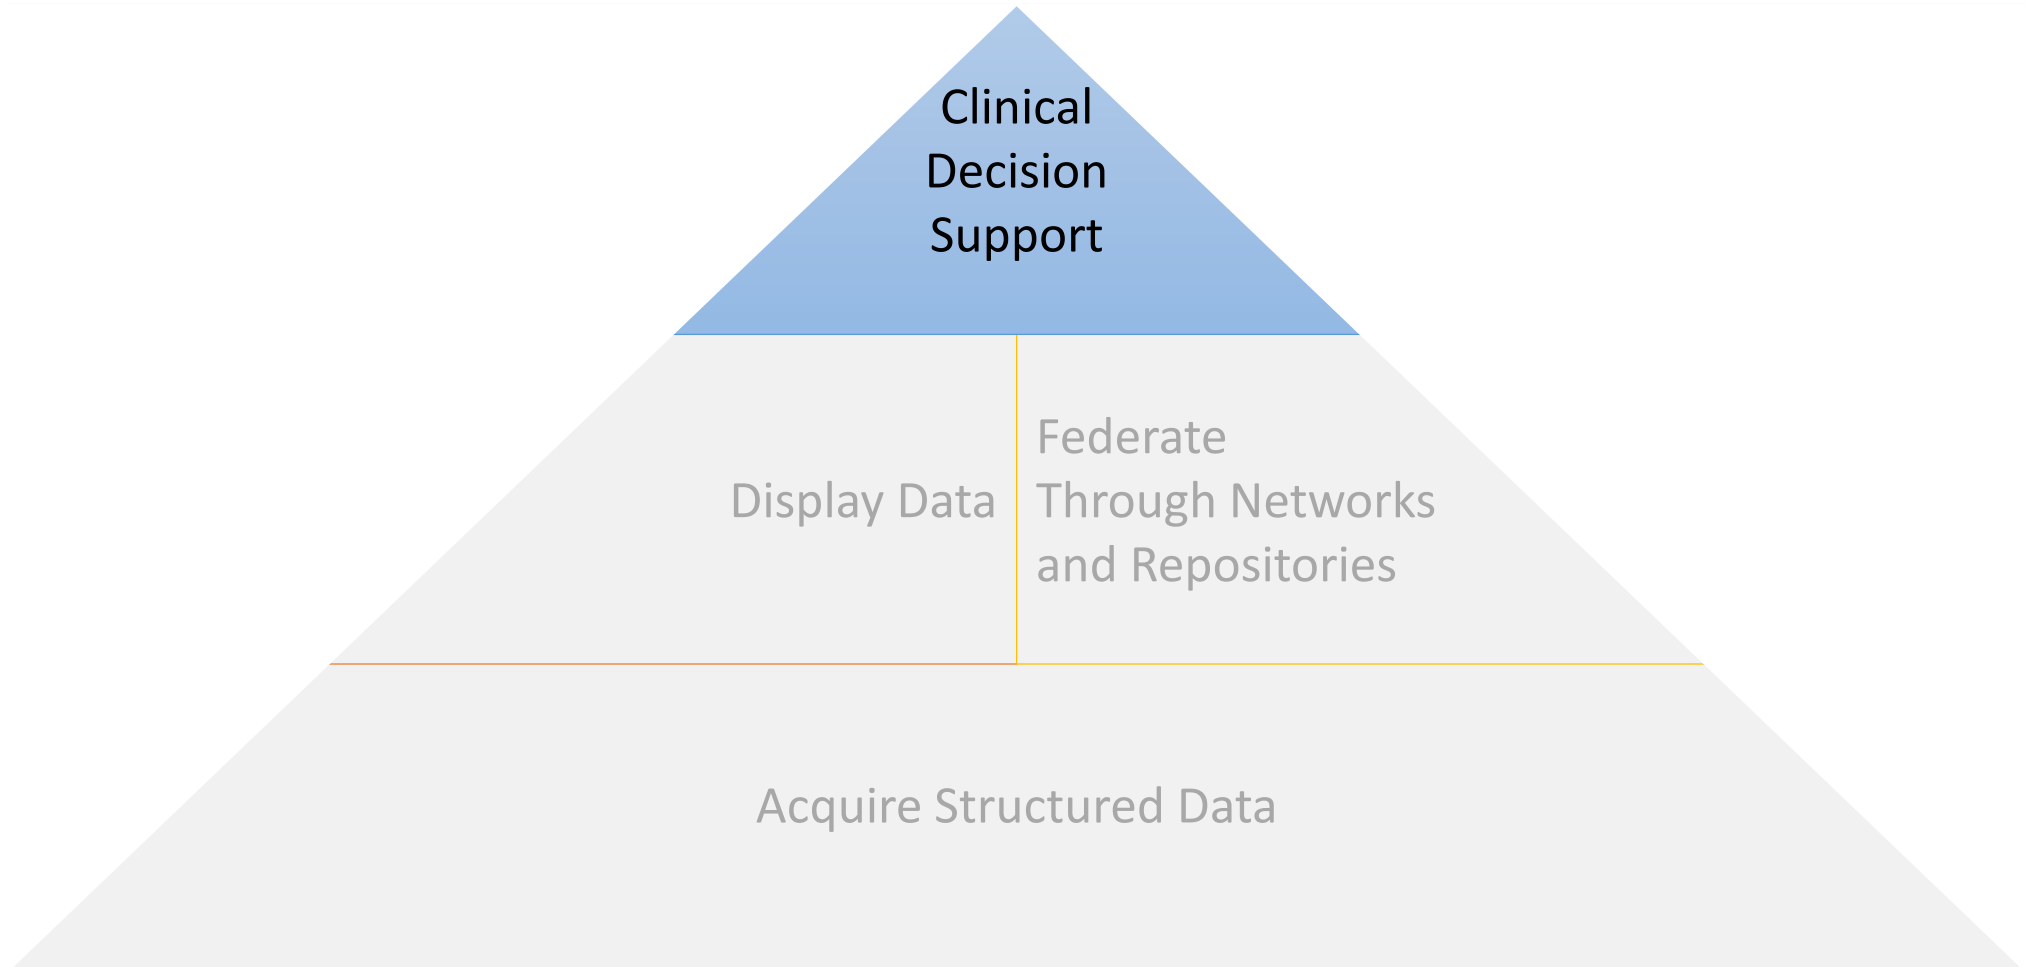 Clinical
Decision
Support
Display Data
Federate
Through Networks
and Repositories
Acquire Structured Data